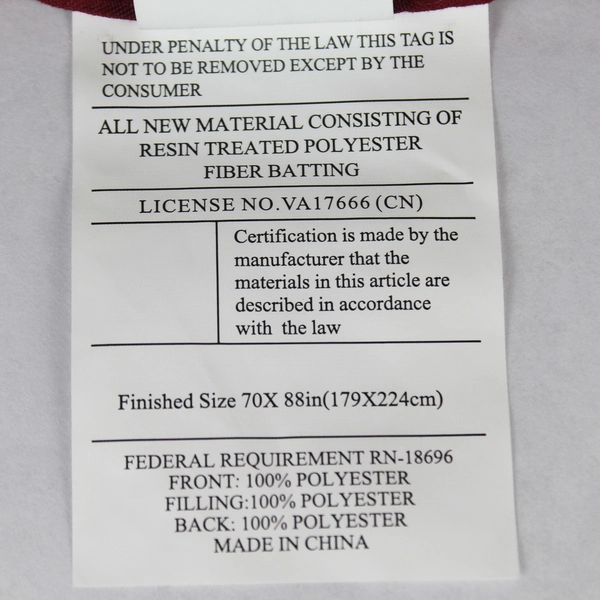 UNDER PENALTY OF THE LAW THIS TAG IS
NOT TO BE REMOVED EXCEPT BY THE
CONSUMER
ALL NEW MATERIAL CONSISTING OF
RESIN TREATED POLYESTER
FIBER BATTING
LICENSE NO.VA17666 (CN)
Certification is made by the
manufacturer that the
materials in this article are
described in accordance
with the law
Finished Size 70X 88in(179X224cm)
FEDERAL REQUIREMENT RN-18696
FRONT: 100% POLYESTER
FILLING:100% POLYESTER
BACK: 100% POLYESTER
MADE IN CHINA